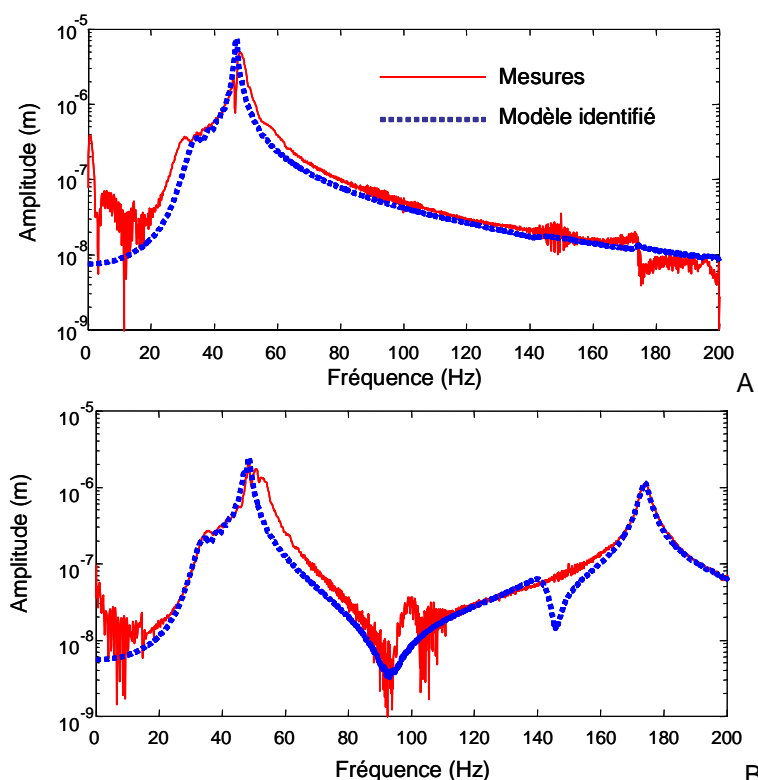 10^-5
10^-6
10^-7
10^-8
10^-9
Amplitude (m)
Mesures
Modèle identifié
0 20 40 60 80 100 120 140 160 180 200
Fréquence (Hz)
A
10^-5
10^-6
10^-7
10^-8
10^-9
Amplitude (m)
0 20 40 60 80 100 120 140 160 180 200
Fréquence (Hz)
B